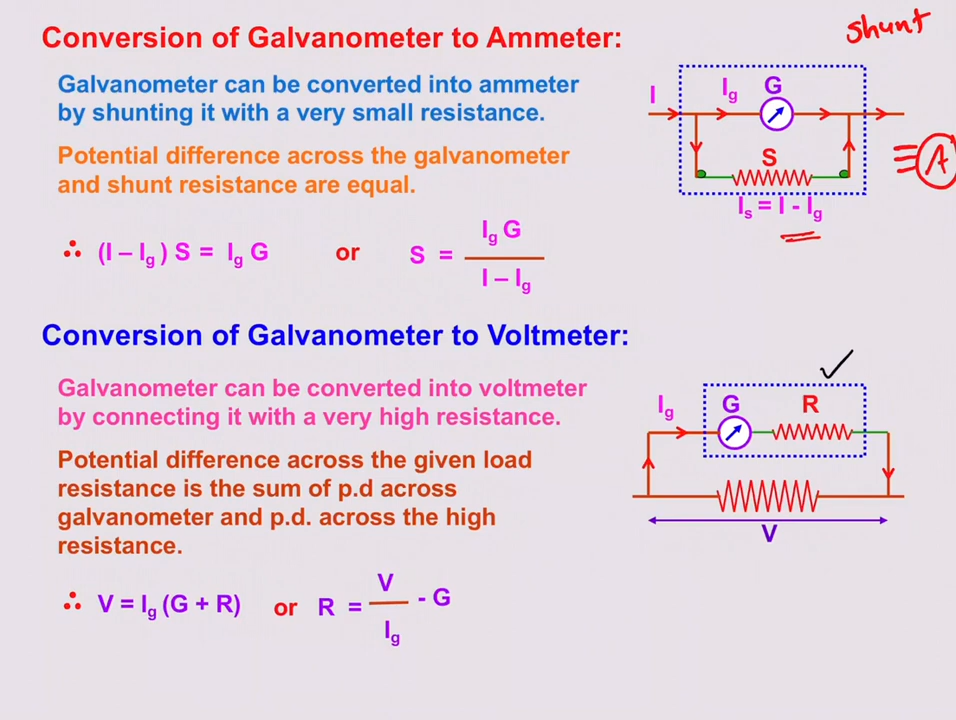 Conversion of Galvanometer to Ammeter:
shunt
Galvanometer can be converted into ammeter
by shunting it with a very small resistance.
Potential difference across the galvanometer
and shunt resistance are equal.
∴ (I – Ig ) S = Ig G or S = Ig G / I – Ig
I Ig G
S
Is = I - Ig
≡ A
Conversion of Galvanometer to Voltmeter:
Galvanometer can be converted into voltmeter
by connecting it with a very high resistance.
Potential difference across the given load
resistance is the sum of p.d across
galvanometer and p.d. across the high
resistance.
∴ V = Ig (G + R) or R = V / Ig - G
Ig G R
V